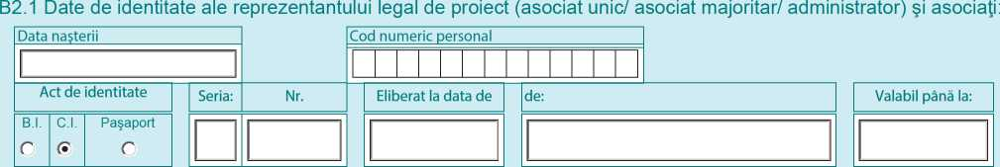 B2.1 Date de identitate ale reprezentantului legal de proiect (asociat unic/ asociat majoritar/ administrator) şi asociaţi:
Data naşterii Cod numeric personal
Act de identitate Seria: Nr. Eliberat la data de de: Valabil până la:
B.I. C.I. Paşaport